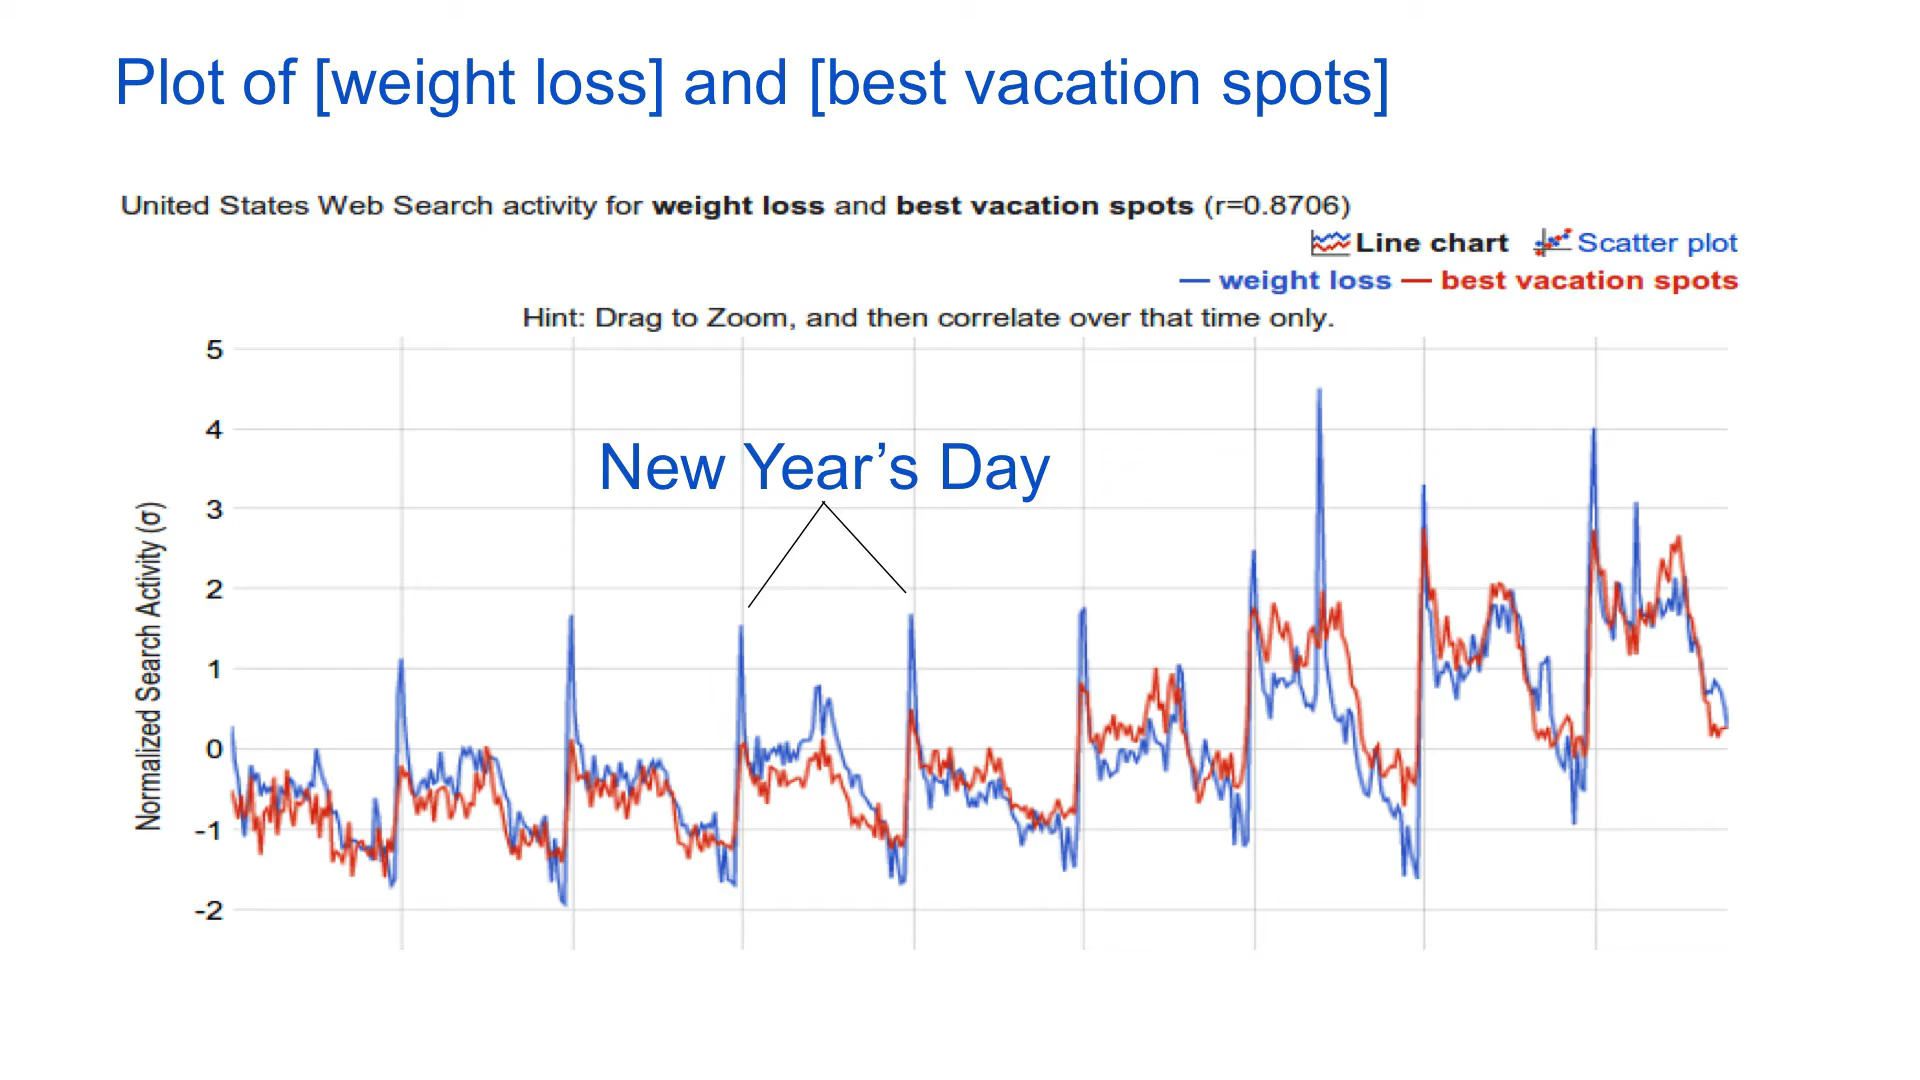 Plot of [weight loss] and [best vacation spots]
United States Web Search activity for weight loss and best vacation spots (r=0.8706)
Line chart Scatter plot
weight loss best vacation spots
Hint: Drag to Zoom, and then correlate over that time only.
5
4
New Year’s Day
3
2
1
0
-1
-2
Normalized Search Activity (σ)